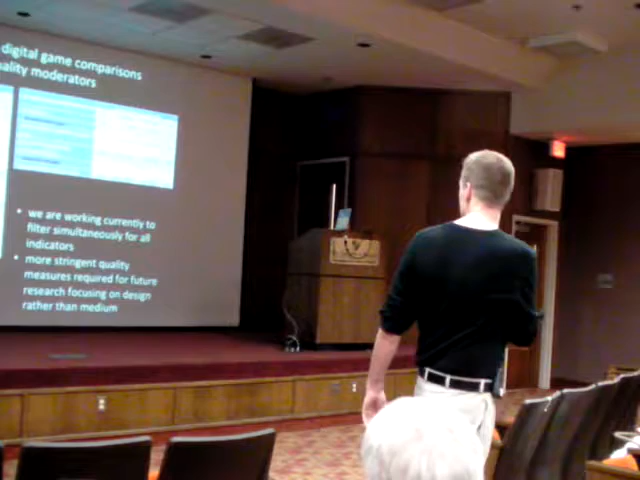 digital game comparisons
ality moderators
• we are working currently to
filter simultaneously for all
indicators
• more stringent quality
measures required for future
research focusing on design
rather than medium